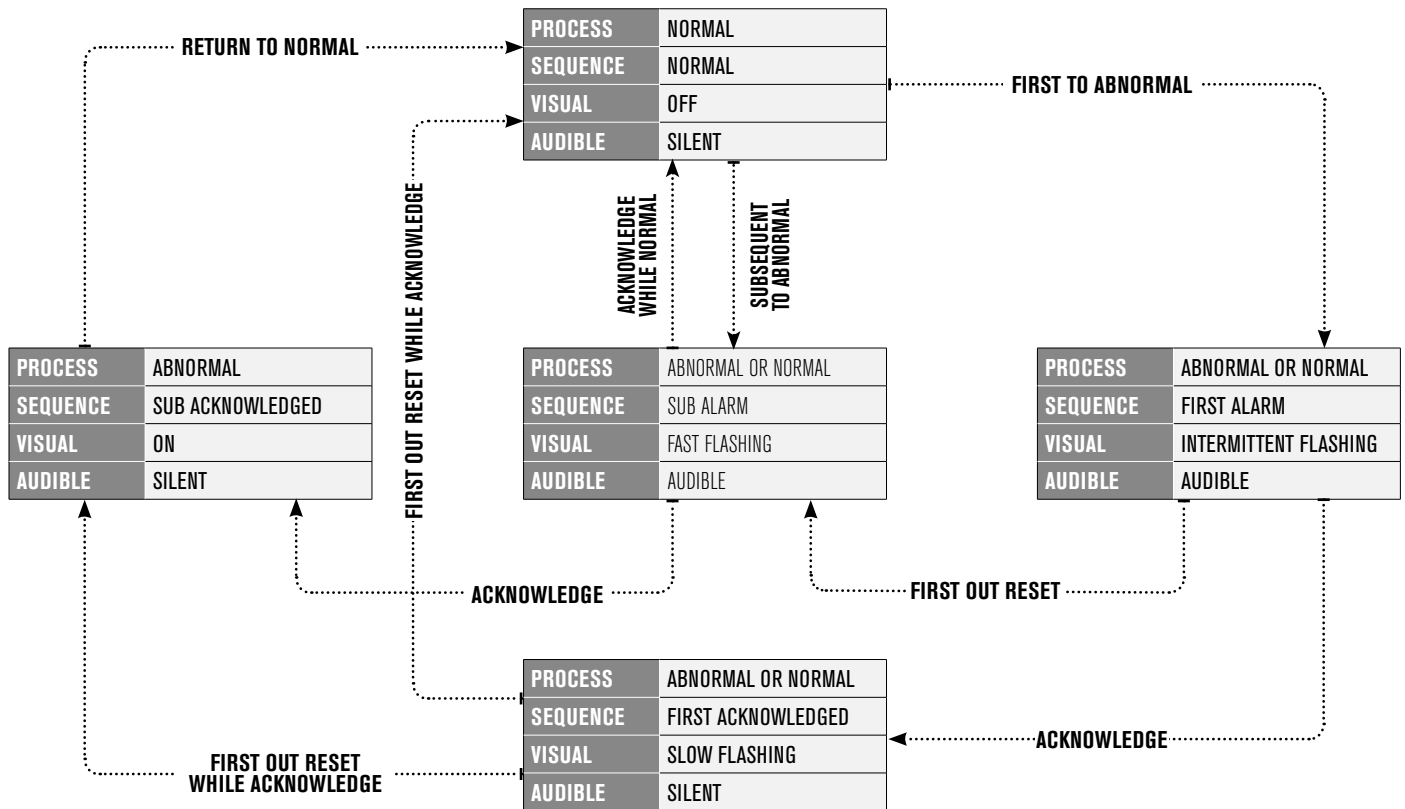 PROCESS NORMAL
SEQUENCE NORMAL
VISUAL OFF
AUDIBLE SILENT
RETURN TO NORMAL
FIRST TO ABNORMAL
FIRST OUT RESET WHILE ACKNOWLEDGE
ACKNOWLEDGE
WHILE NORMAL
SUBSEQUENT
TO ABNORMAL
PROCESS ABNORMAL
SEQUENCE SUB ACKNOWLEDGED
VISUAL ON
AUDIBLE SILENT
PROCESS ABNORMAL OR NORMAL
SEQUENCE SUB ALARM
VISUAL FAST FLASHING
AUDIBLE AUDIBLE
PROCESS ABNORMAL OR NORMAL
SEQUENCE FIRST ALARM
VISUAL INTERMITTENT FLASHING
AUDIBLE AUDIBLE
ACKNOWLEDGE
FIRST OUT RESET
PROCESS ABNORMAL OR NORMAL
SEQUENCE FIRST ACKNOWLEDGED
VISUAL SLOW FLASHING
AUDIBLE SILENT
ACKNOWLEDGE
FIRST OUT RESET
WHILE ACKNOWLEDGE